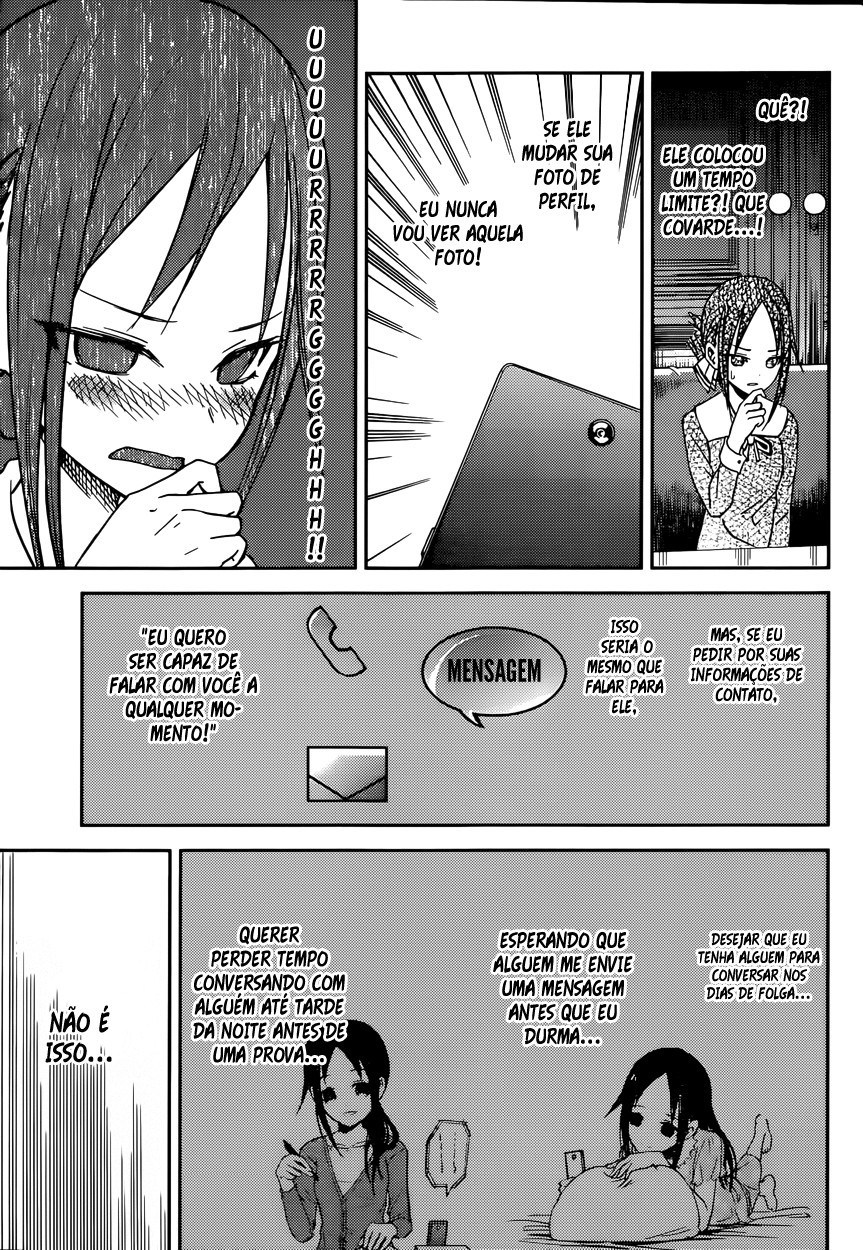 QUÊ?!
ELE COLOCOU
UM TEMPO
LIMITE?! QUE
COVARDE...!
SE ELE
MUDAR SUA
FOTO DE
PERFIL,
EU NUNCA
VOU VER AQUELA
FOTO!
UUUUURRRRRGGGGGHHH!!
MAS, SE EU
PEDIR POR SUAS
INFORMAÇÕES DE
CONTATO,
ISSO
SERIA O
MESMO QUE
FALAR PARA
ELE,
MENSAGEM
"EU QUERO
SER CAPAZ DE
FALAR COM VOCÊ A
QUALQUER MO-
MENTO!"
DESEJAR QUE EU
TENHA ALGUEM PARA
CONVERSAR NOS
DIAS DE FOLGA...
ESPERANDO QUE
ALGUEM ME ENVIE
UMA MENSAGEM
ANTES QUE EU
DURMA...
QUERER
PERDER TEMPO
CONVERSANDO COM
ALGUÉM ATÉ TARDE
DA NOITE ANTES DE
UMA PROVA...
NÃO É
ISSO...